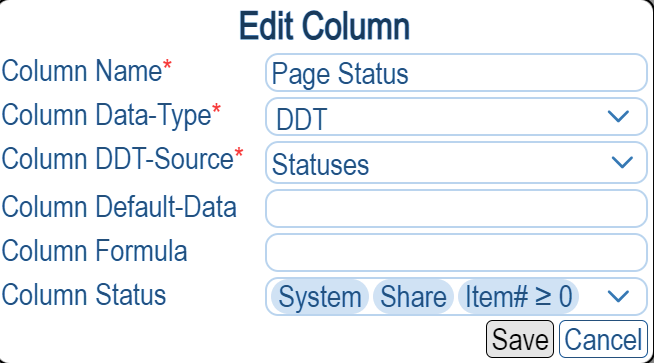 Edit Column
Column Name* Page Status
Column Data-Type* DDT
Column DDT-Source* Statuses
Column Default-Data
Column Formula
Column Status System Share Item# ≥ 0
Save Cancel